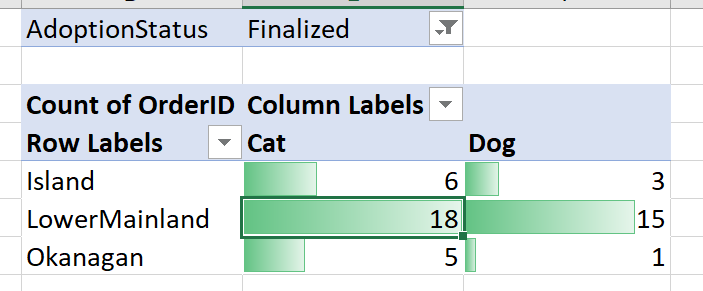 AdoptionStatus Finalized
Count of OrderID Column Labels
Row Labels Cat Dog
Island 6 3
LowerMainland 18 15
Okanagan 5 1